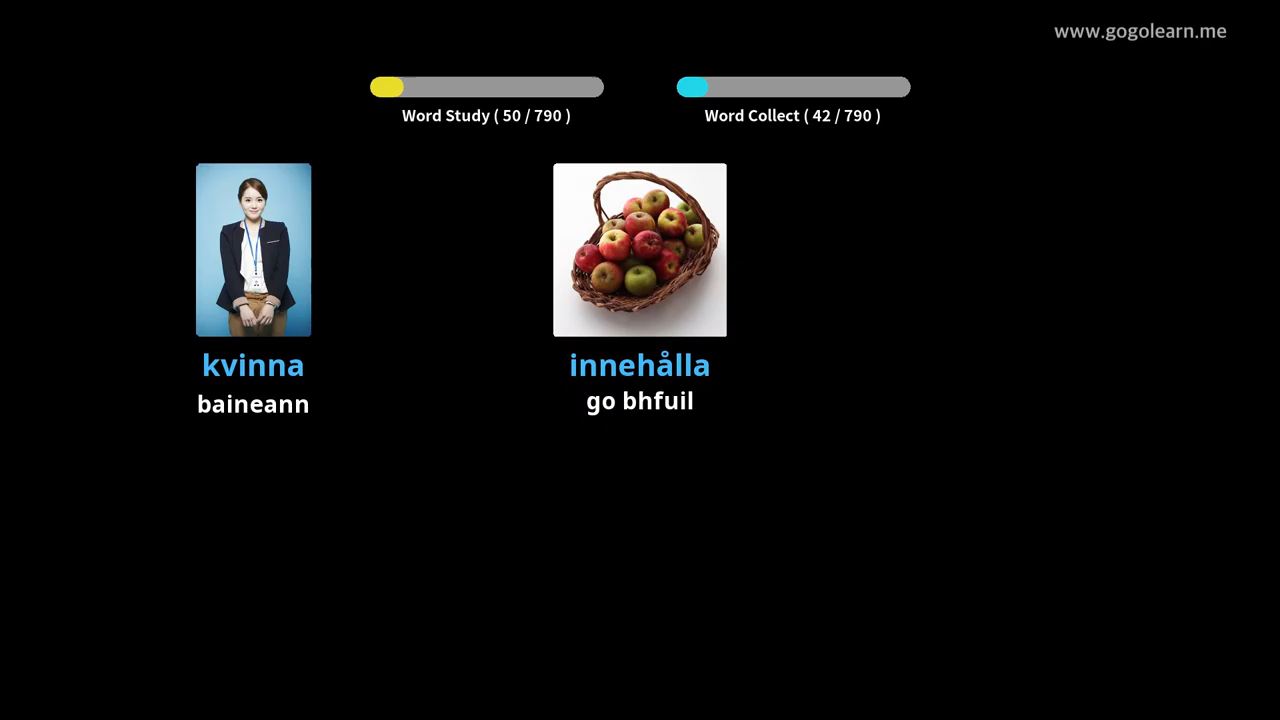 www.gogolearn.me
Word Study ( 50 / 790 )
Word Collect ( 42 / 790 )
kvinna
baineann
innehålla
go bhfuil